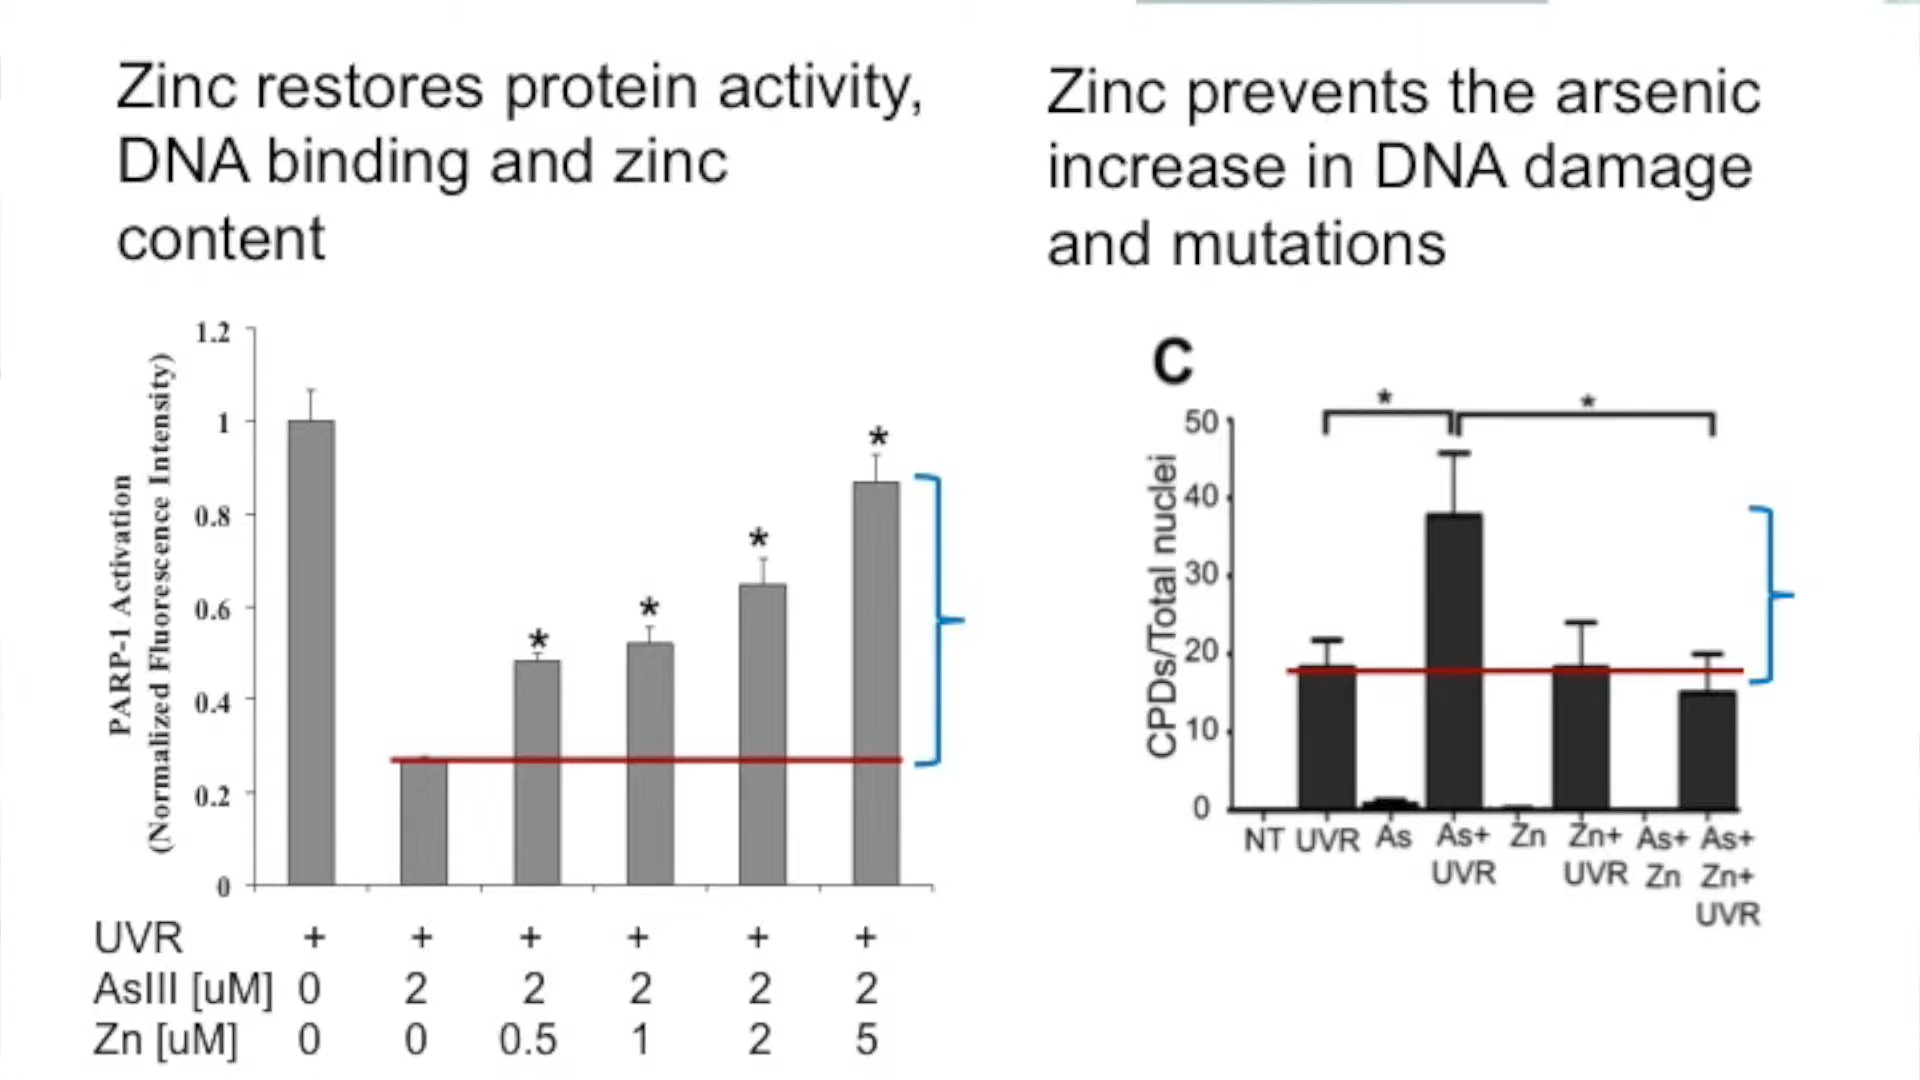 Zinc restores protein activity,
DNA binding and zinc
content
Zinc prevents the arsenic
increase in DNA damage
and mutations
PARP-1 Activation
(Normalized Fluorescence Intensity)
1.2
1
0.8
0.6
0.4
0.2
0
* * * *
UVR + + + + + +
AsIII [uM] 0 2 2 2 2 2
Zn [uM] 0 0 0.5 1 2 5
C
* *
CPDs/Total nuclei
50
40
30
20
10
0
NT UVR As As+ Zn Zn+ As+ As+
UVR UVR Zn Zn+
UVR